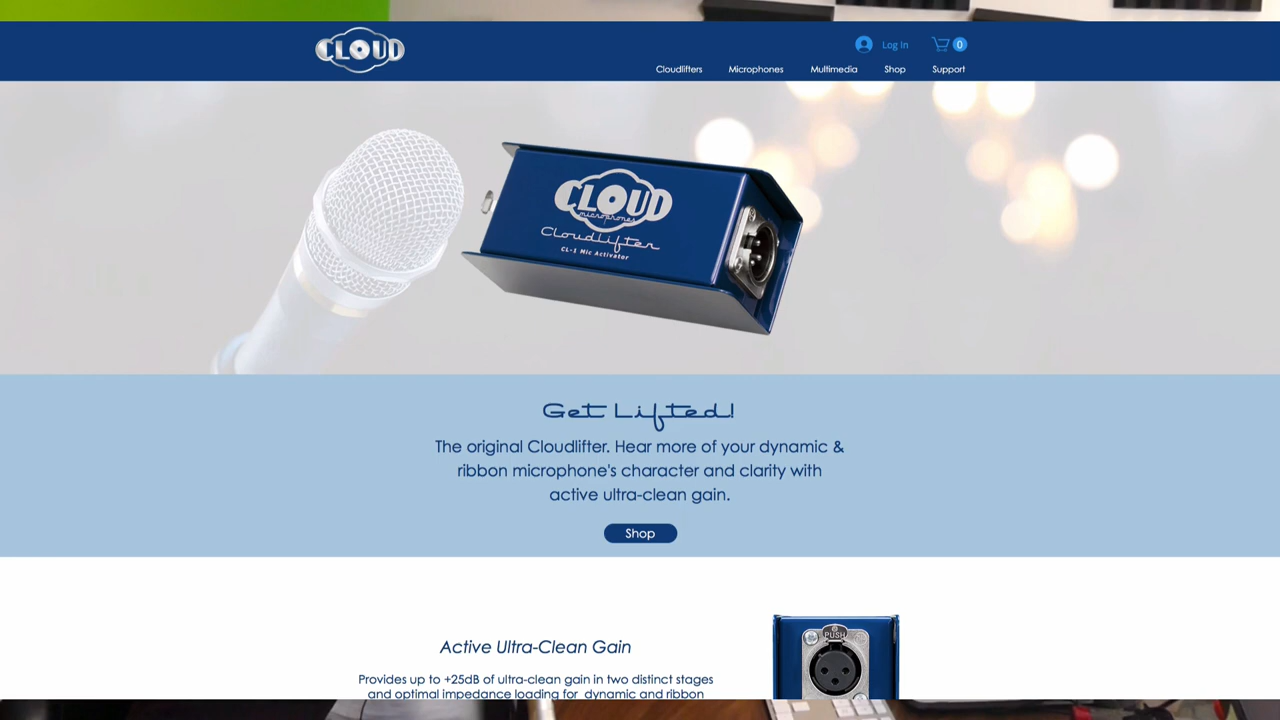 CLOUD
Log In
0
Cloudlifters
Microphones
Multimedia
Shop
Support
CLOUD
microphones
Cloudlifter
CL-1 Mic Activator
Get Lifted!
The original Cloudlifter. Hear more of your dynamic &
ribbon microphone's character and clarity with
active ultra-clean gain.
Shop
Active Ultra-Clean Gain
PUSH
Provides up to +25dB of ultra-clean gain in two distinct stages
and optimal impedance loading for dynamic and ribbon